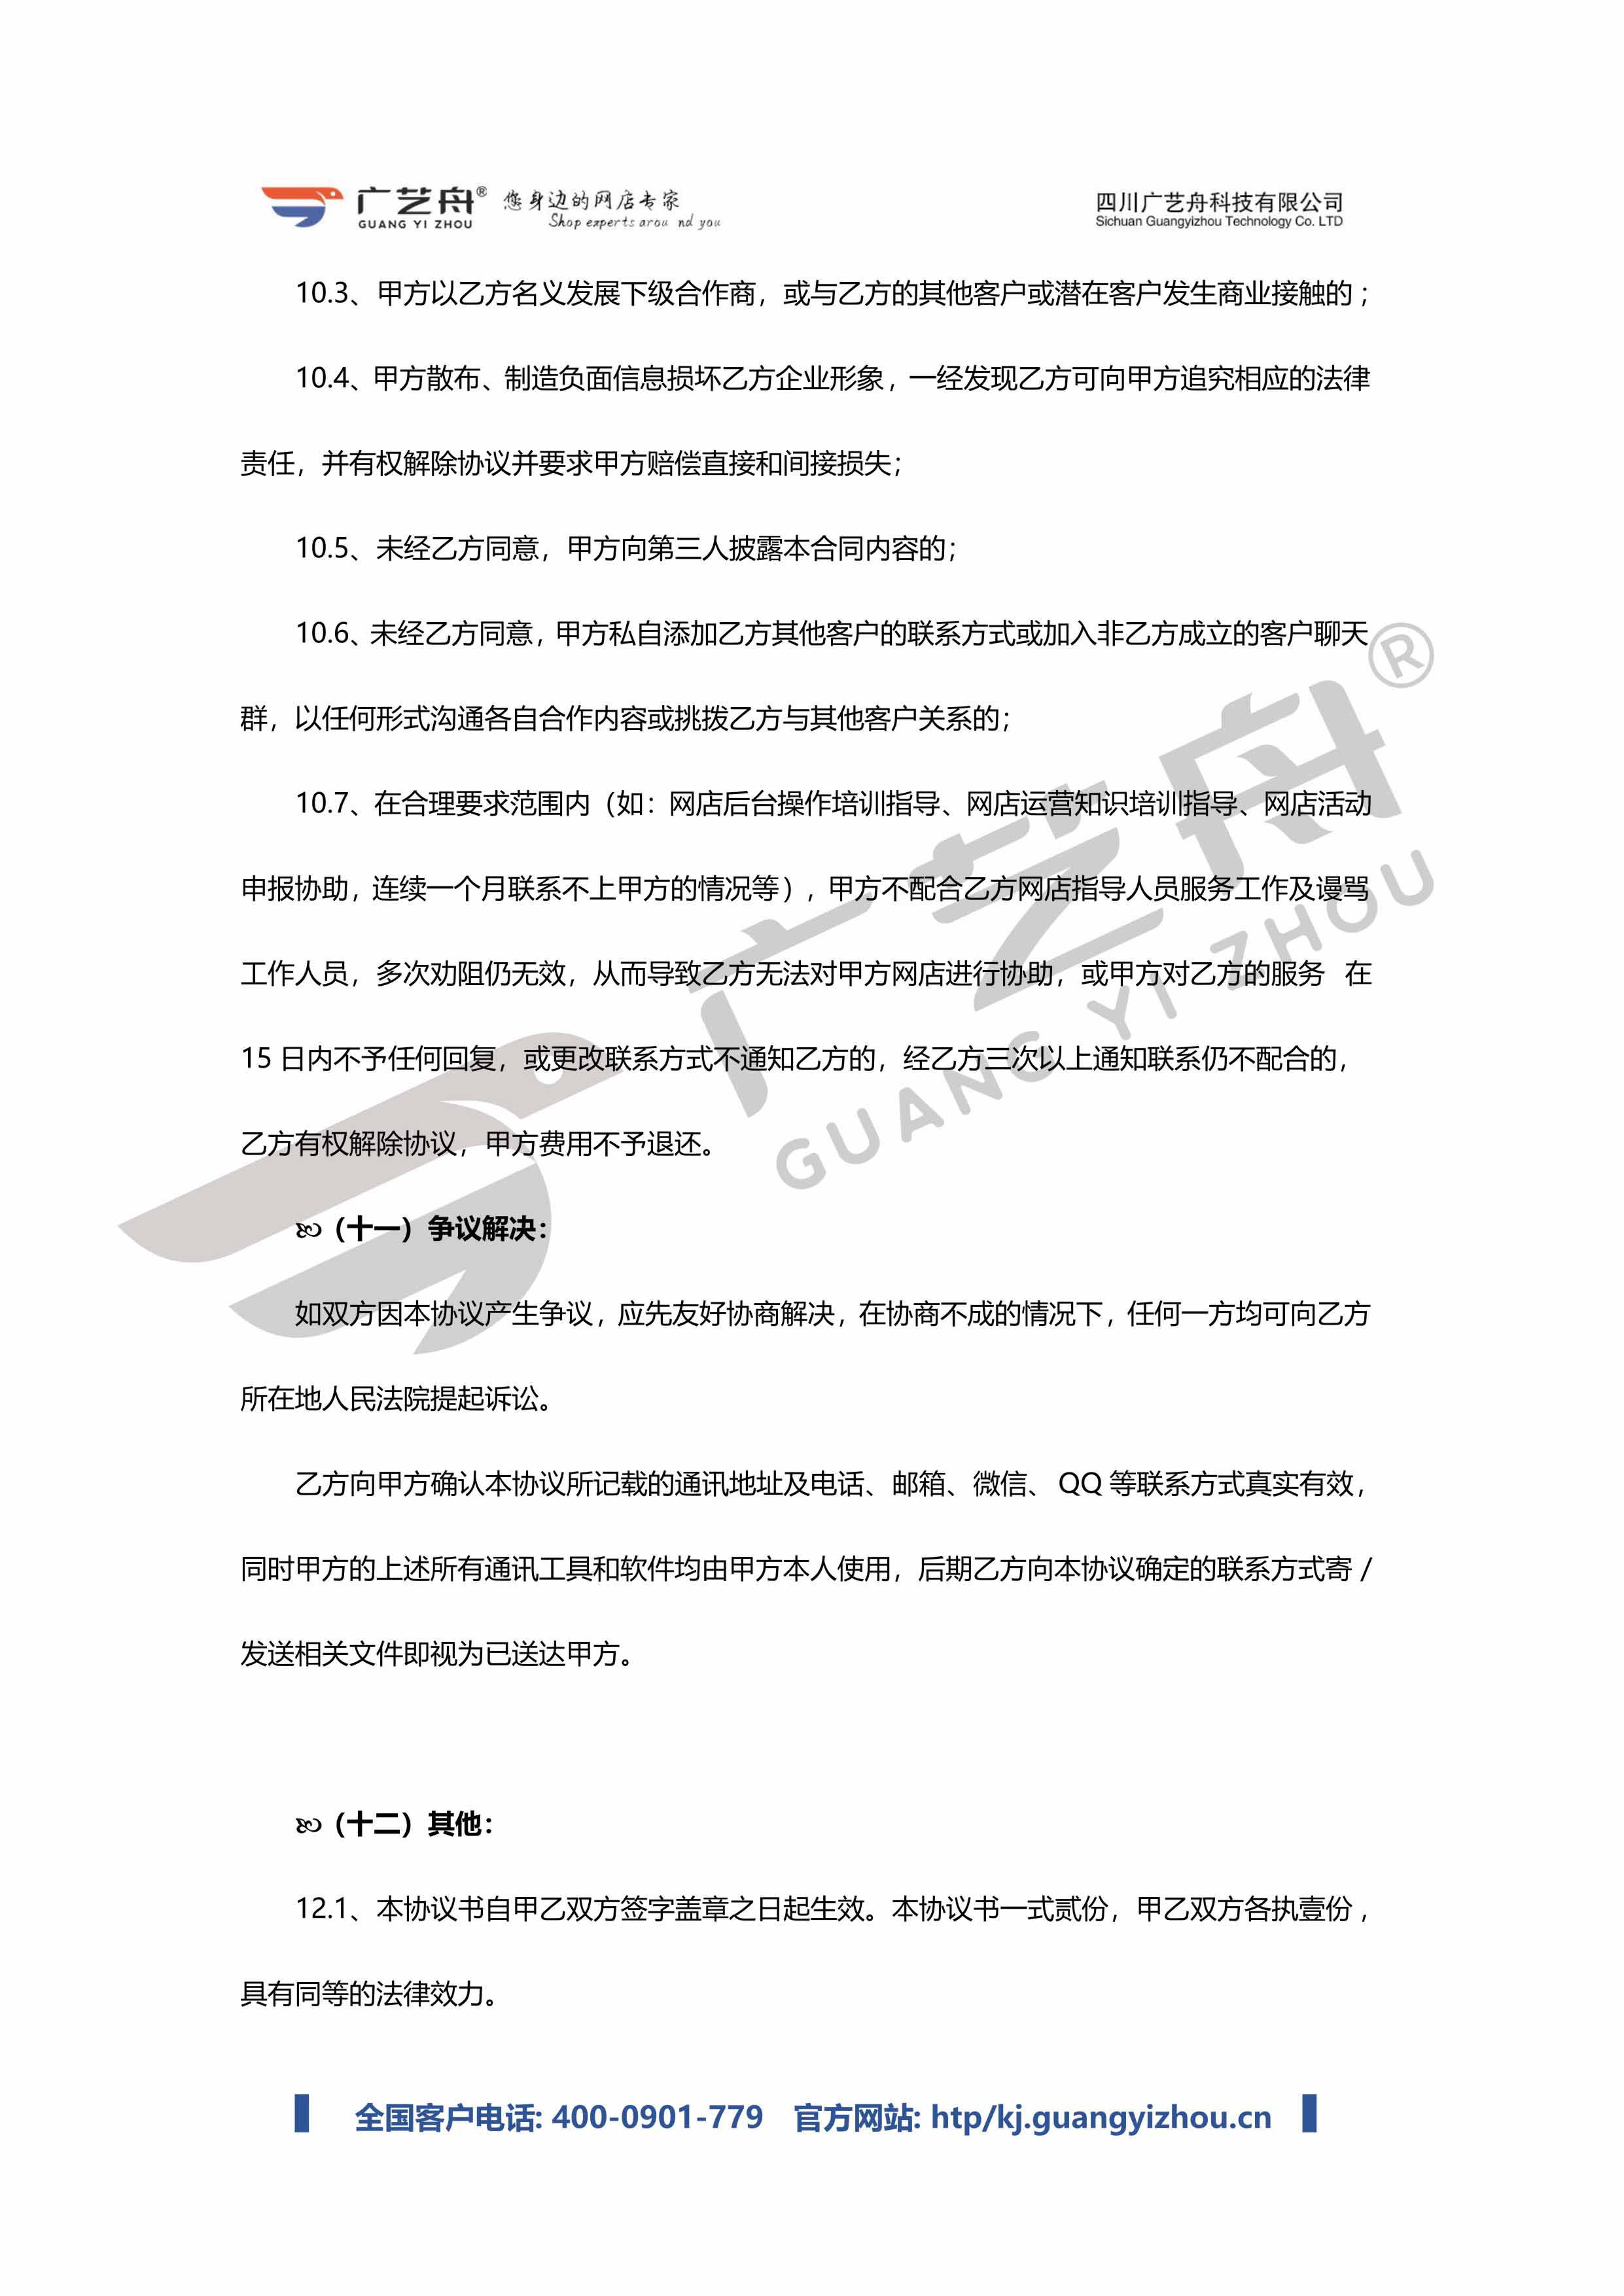 广艺舟® 您身边的网店专家 四川广艺舟科技有限公司
GUANG YI ZHOU Shop experts arou nd you Sichuan Guangyizhou Technology Co. LTD
10.3、甲方以乙方名义发展下级合作商，或与乙方的其他客户或潜在客户发生商业接触的；
10.4、甲方散布、制造负面信息损坏乙方企业形象，一经发现乙方可向甲方追究相应的法律
责任，并有权解除协议并要求甲方赔偿直接和间接损失；
10.5、未经乙方同意，甲方向第三人披露本合同内容的；
10.6、未经乙方同意，甲方私自添加乙方其他客户的联系方式或加入非乙方成立的客户聊天
群，以任何形式沟通各自合作内容或挑拨乙方与其他客户关系的；
10.7、在合理要求范围内（如：网店后台操作培训指导、网店运营知识培训指导、网店活动
申报协助，连续一个月联系不上甲方的情况等），甲方不配合乙方网店指导人员服务工作及谩骂
工作人员，多次劝阻仍无效，从而导致乙方无法对甲方网店进行协助，或甲方对乙方的服务 在
15 日内不予任何回复，或更改联系方式不通知乙方的，经乙方三次以上通知联系仍不配合的，
乙方有权解除协议，甲方费用不予退还。
（十一）争议解决：
如双方因本协议产生争议，应先友好协商解决，在协商不成的情况下，任何一方均可向乙方
所在地人民法院提起诉讼。
乙方向甲方确认本协议所记载的通讯地址及电话、邮箱、微信、 QQ 等联系方式真实有效，
同时甲方的上述所有通讯工具和软件均由甲方本人使用，后期乙方向本协议确定的联系方式寄 /
发送相关文件即视为已送达甲方。
（十二）其他：
12.1、本协议书自甲乙双方签字盖章之日起生效。本协议书一式贰份，甲乙双方各执壹份，
具有同等的法律效力。
全国客户电话: 400-0901-779 官方网站: htp/kj.guangyizhou.cn
广艺舟®
GUANG YI ZHOU